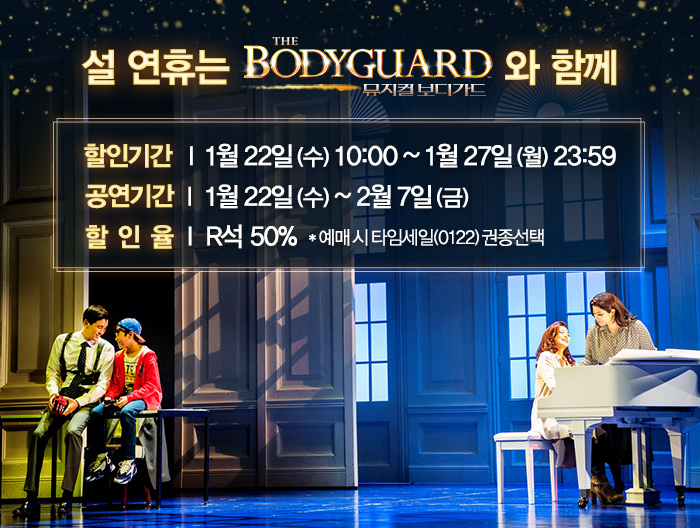 설 연휴는 THE BODYGUARD 와 함께
뮤지컬 보디가드
할인기간 | 1월 22일 (수) 10:00 ~ 1월 27일 (월) 23:59
공연기간 | 1월 22일 (수) ~ 2월 7일 (금)
할 인 율 | R석 50% * 예매 시 타임세일(0122) 권종선택